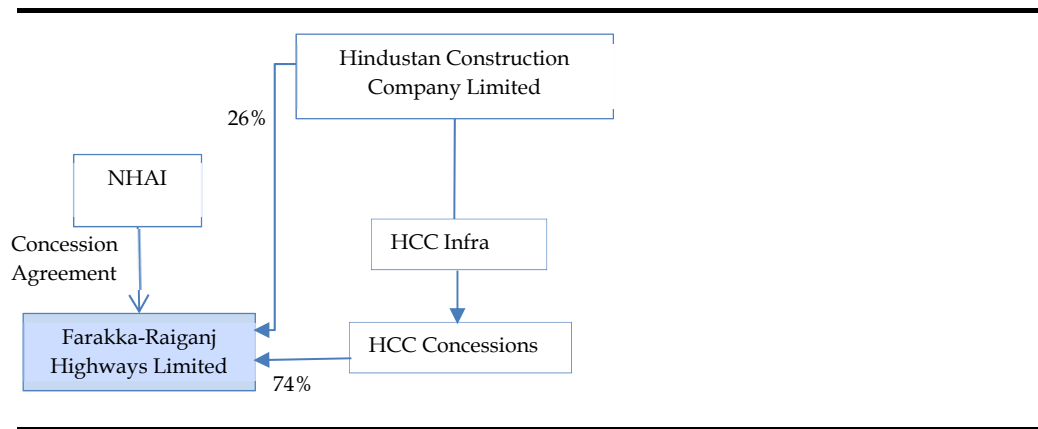 Hindustan Construction
Company Limited
26%
NHAI
Concession
Agreement
HCC Infra
Farakka-Raiganj
Highways Limited
HCC Concessions
74%